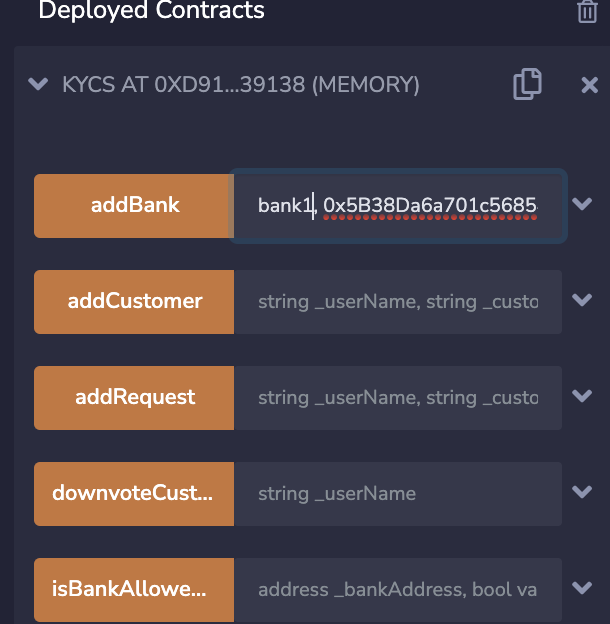 Deployed Contracts
KYCS AT 0XD91...39138 (MEMORY)
addBank
bank1, 0x5B38Da6a701c5685
addCustomer
string _userName, string _custo
addRequest
string _userName, string _custo
downvoteCust...
string _userName
isBankAllowe...
address _bankAddress, bool va